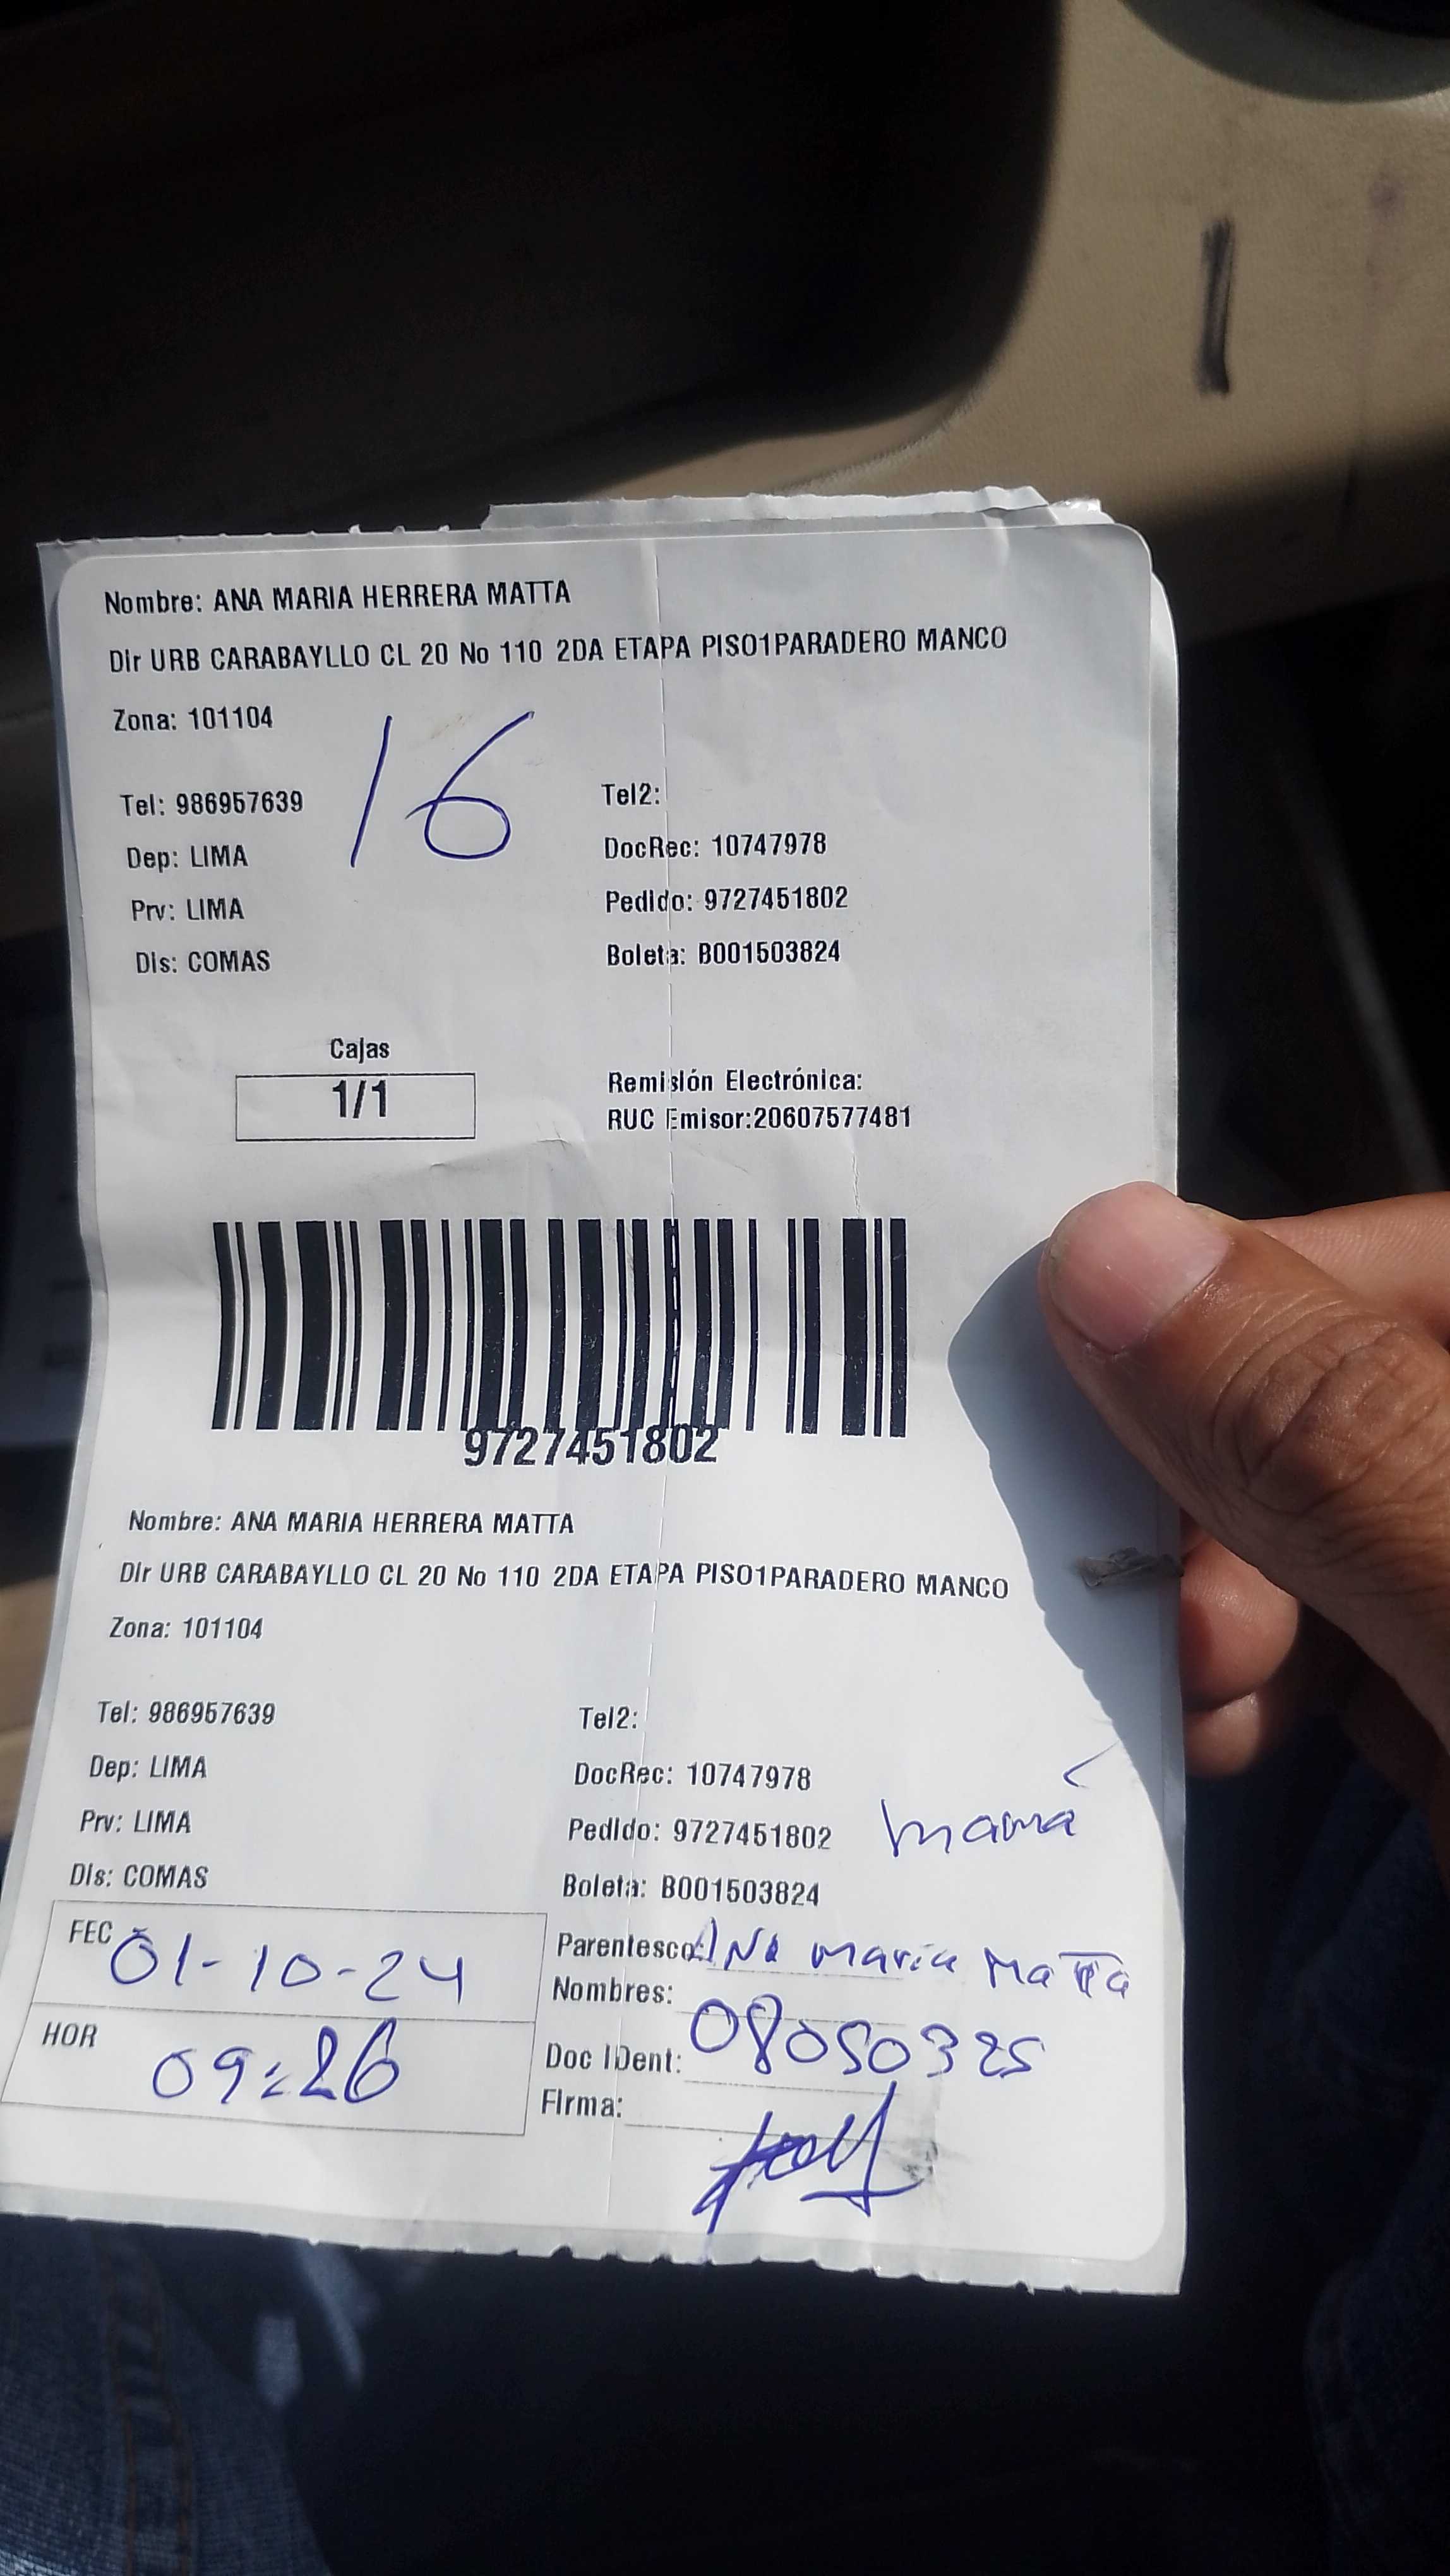 Nombre: ANA MARIA HERRERA MATTA
Dir URB CARABAYLLO CL 20 No 110 2DA ETAPA PISO1PARADERO MANCO
Zona: 101104
16
Tel: 986957639 Tel2:
Dep: LIMA DocRec: 10747978
Prv: LIMA Pedido: 9727451802
Dis: COMAS Boleta: B001503824
Cajas
1/1
Remisión Electrónica:
RUC Emisor:20607577481
9727451802
Nombre: ANA MARIA HERRERA MATTA
Dir URB CARABAYLLO CL 20 No 110 2DA ETAPA PISO1PARADERO MANCO
Zona: 101104
Tel: 986957639 Tel2:
Dep: LIMA DocRec: 10747978
Prv: LIMA Pedido: 9727451802 mamá
Dis: COMAS Boleta: B001503824
FEC 01-10-24 Parentesco: Ana maria Matta
Nombres:
HOR 09:26 Doc IDent: 08050325
Firma: